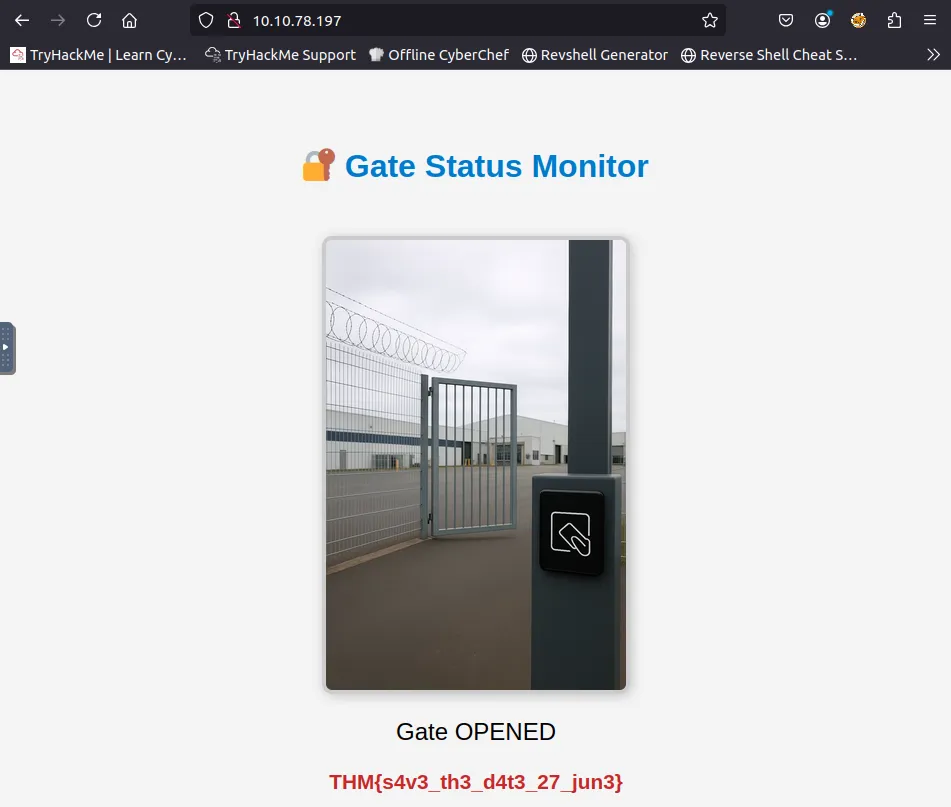 10.10.78.197
TryHackMe | Learn Cy… TryHackMe Support Offline CyberChef Revshell Generator Reverse Shell Cheat S…
Gate Status Monitor
Gate OPENED
THM{s4v3_th3_d4t3_27_jun3}